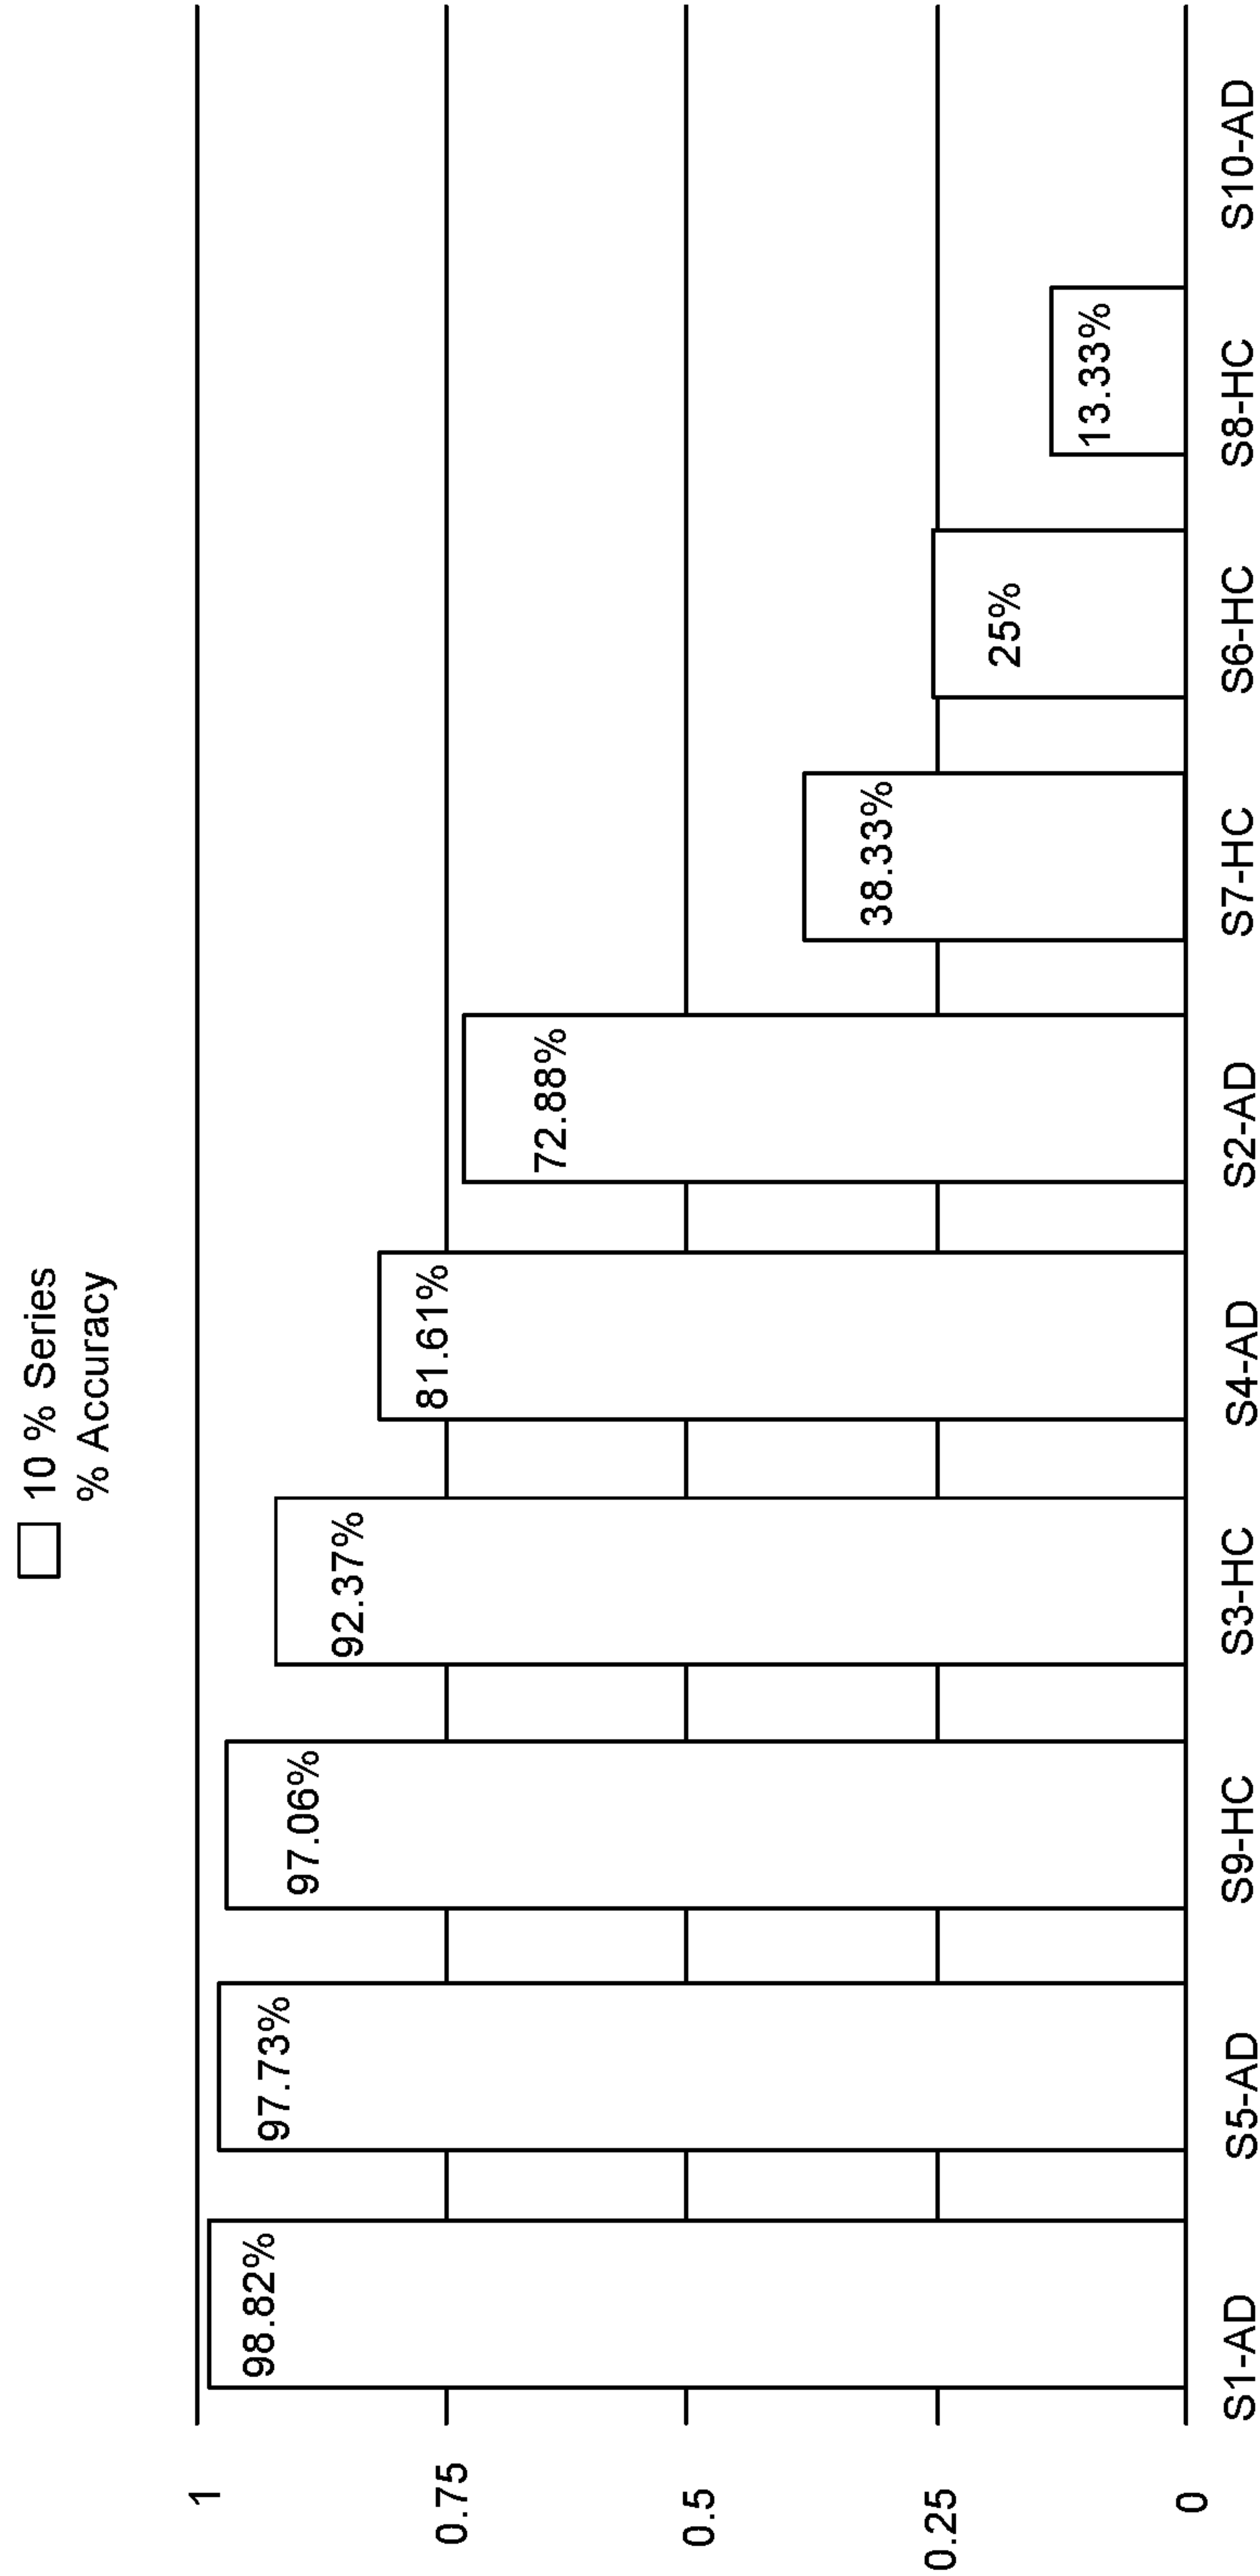 10 % Series
% Accuracy
1
0.75
0.5
0.25
0
98.82%
97.73%
97.06%
92.37%
81.61%
72.88%
38.33%
25%
13.33%
S1-AD
S5-AD
S9-HC
S3-HC
S4-AD
S2-AD
S7-HC
S6-HC
S8-HC
S10-AD